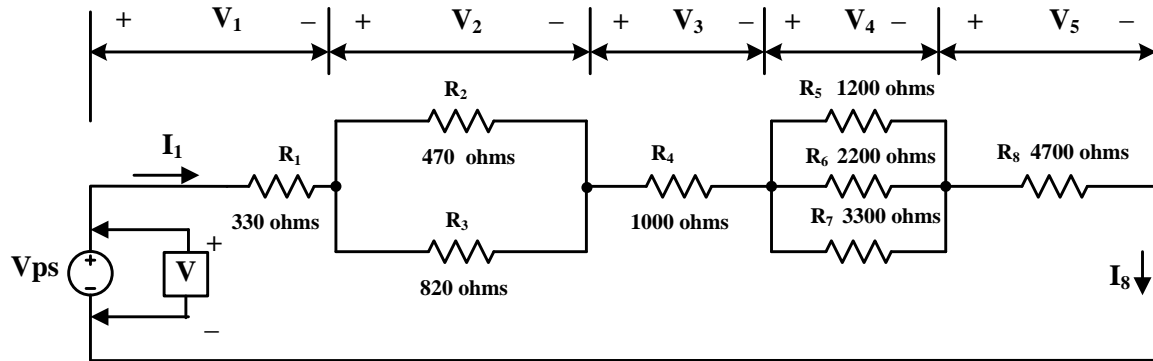 + V₁ − + V₂ − + V₃ − + V₄ − + V₅ −
R₂ R₅ 1200 ohms
I₁ R₁ 470 ohms R₄ R₆ 2200 ohms R₈ 4700 ohms
330 ohms R₃ 1000 ohms R₇ 3300 ohms
+
Vps + − V 820 ohms I₈
−